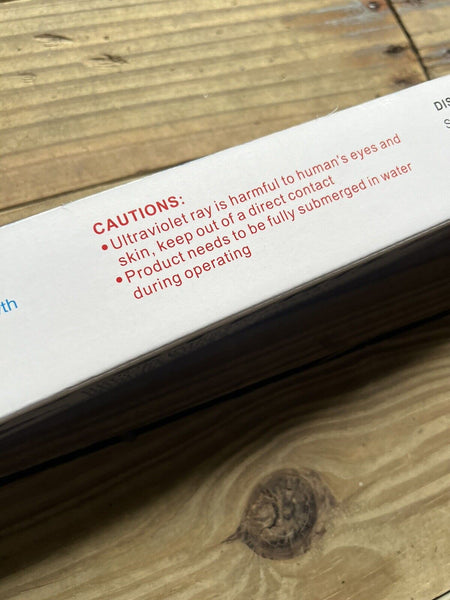 CAUTIONS:
•Ultraviolet ray is harmful to human's eyes and
skin, keep out of a direct contact
•Product needs to be fully submerged in water
during operating